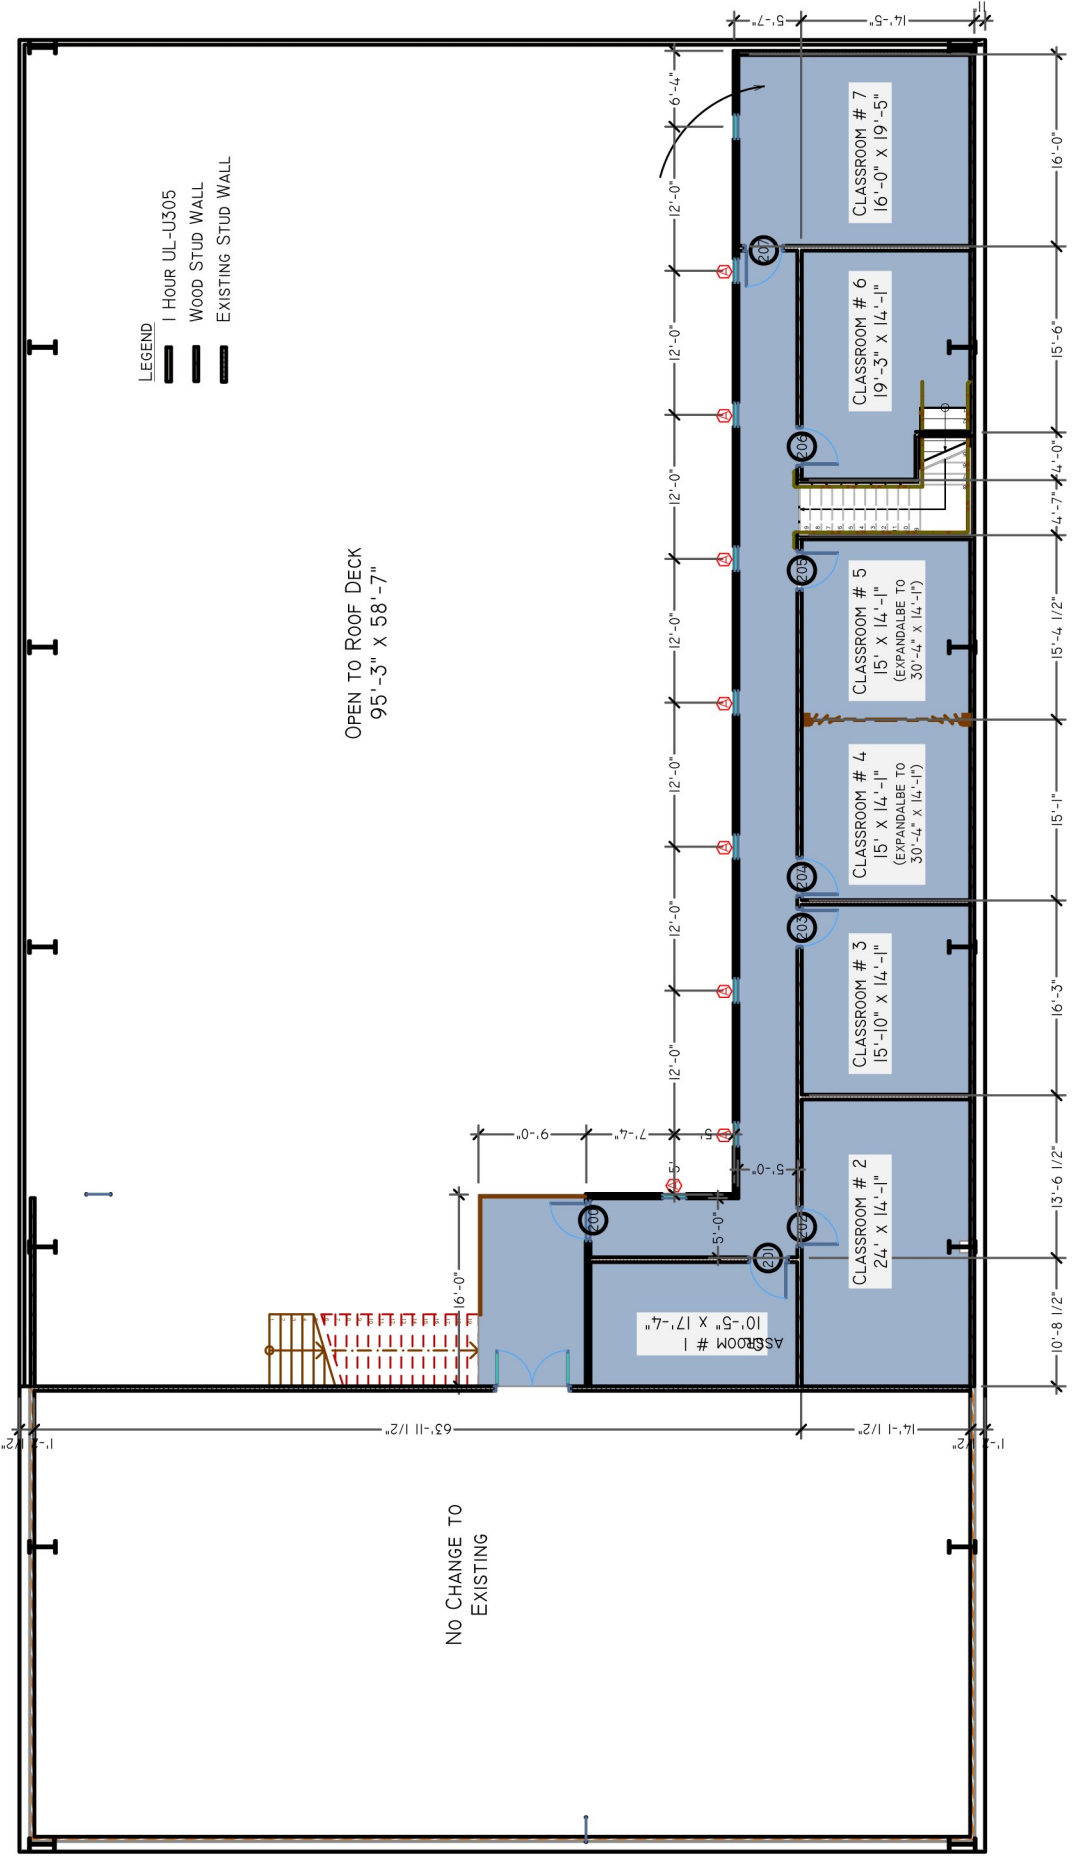 LEGEND
1 HOUR UL-U305
WOOD STUD WALL
EXISTING STUD WALL
OPEN TO ROOF DECK
95'-3" X 58'-7"
NO CHANGE TO
EXISTING
CLASSROOM # 1
10'-5" X 17'-4"
CLASSROOM # 2
24' X 14'-1"
CLASSROOM # 3
15'-10" X 14'-1"
CLASSROOM # 4
15' X 14'-1"
(EXPANDALBE TO
30'-4" X 14'-1")
CLASSROOM # 5
15' X 14'-1"
(EXPANDALBE TO
30'-4" X 14'-1")
CLASSROOM # 6
19'-3" X 14'-1"
CLASSROOM # 7
16'-0" X 19'-5"
200
201
202
203
204
205
206
207
A
A
A
A
A
A
A
A
12'-0"
12'-0"
12'-0"
12'-0"
12'-0"
12'-0"
12'-0"
6'-4"
16'-0"
9'-0"
7'-4"
5'
5'
5'-0"
5'-0"
1'-2 1/2"
63'-11 1/2"
14'-1 1/2"
1'-2 1/2"
5'-7"
14'-5"
11"
10'-8 1/2"
13'-6 1/2"
16'-3"
15'-1"
15'-4 1/2"
4'-7"
4'-0"
15'-6"
16'-0"